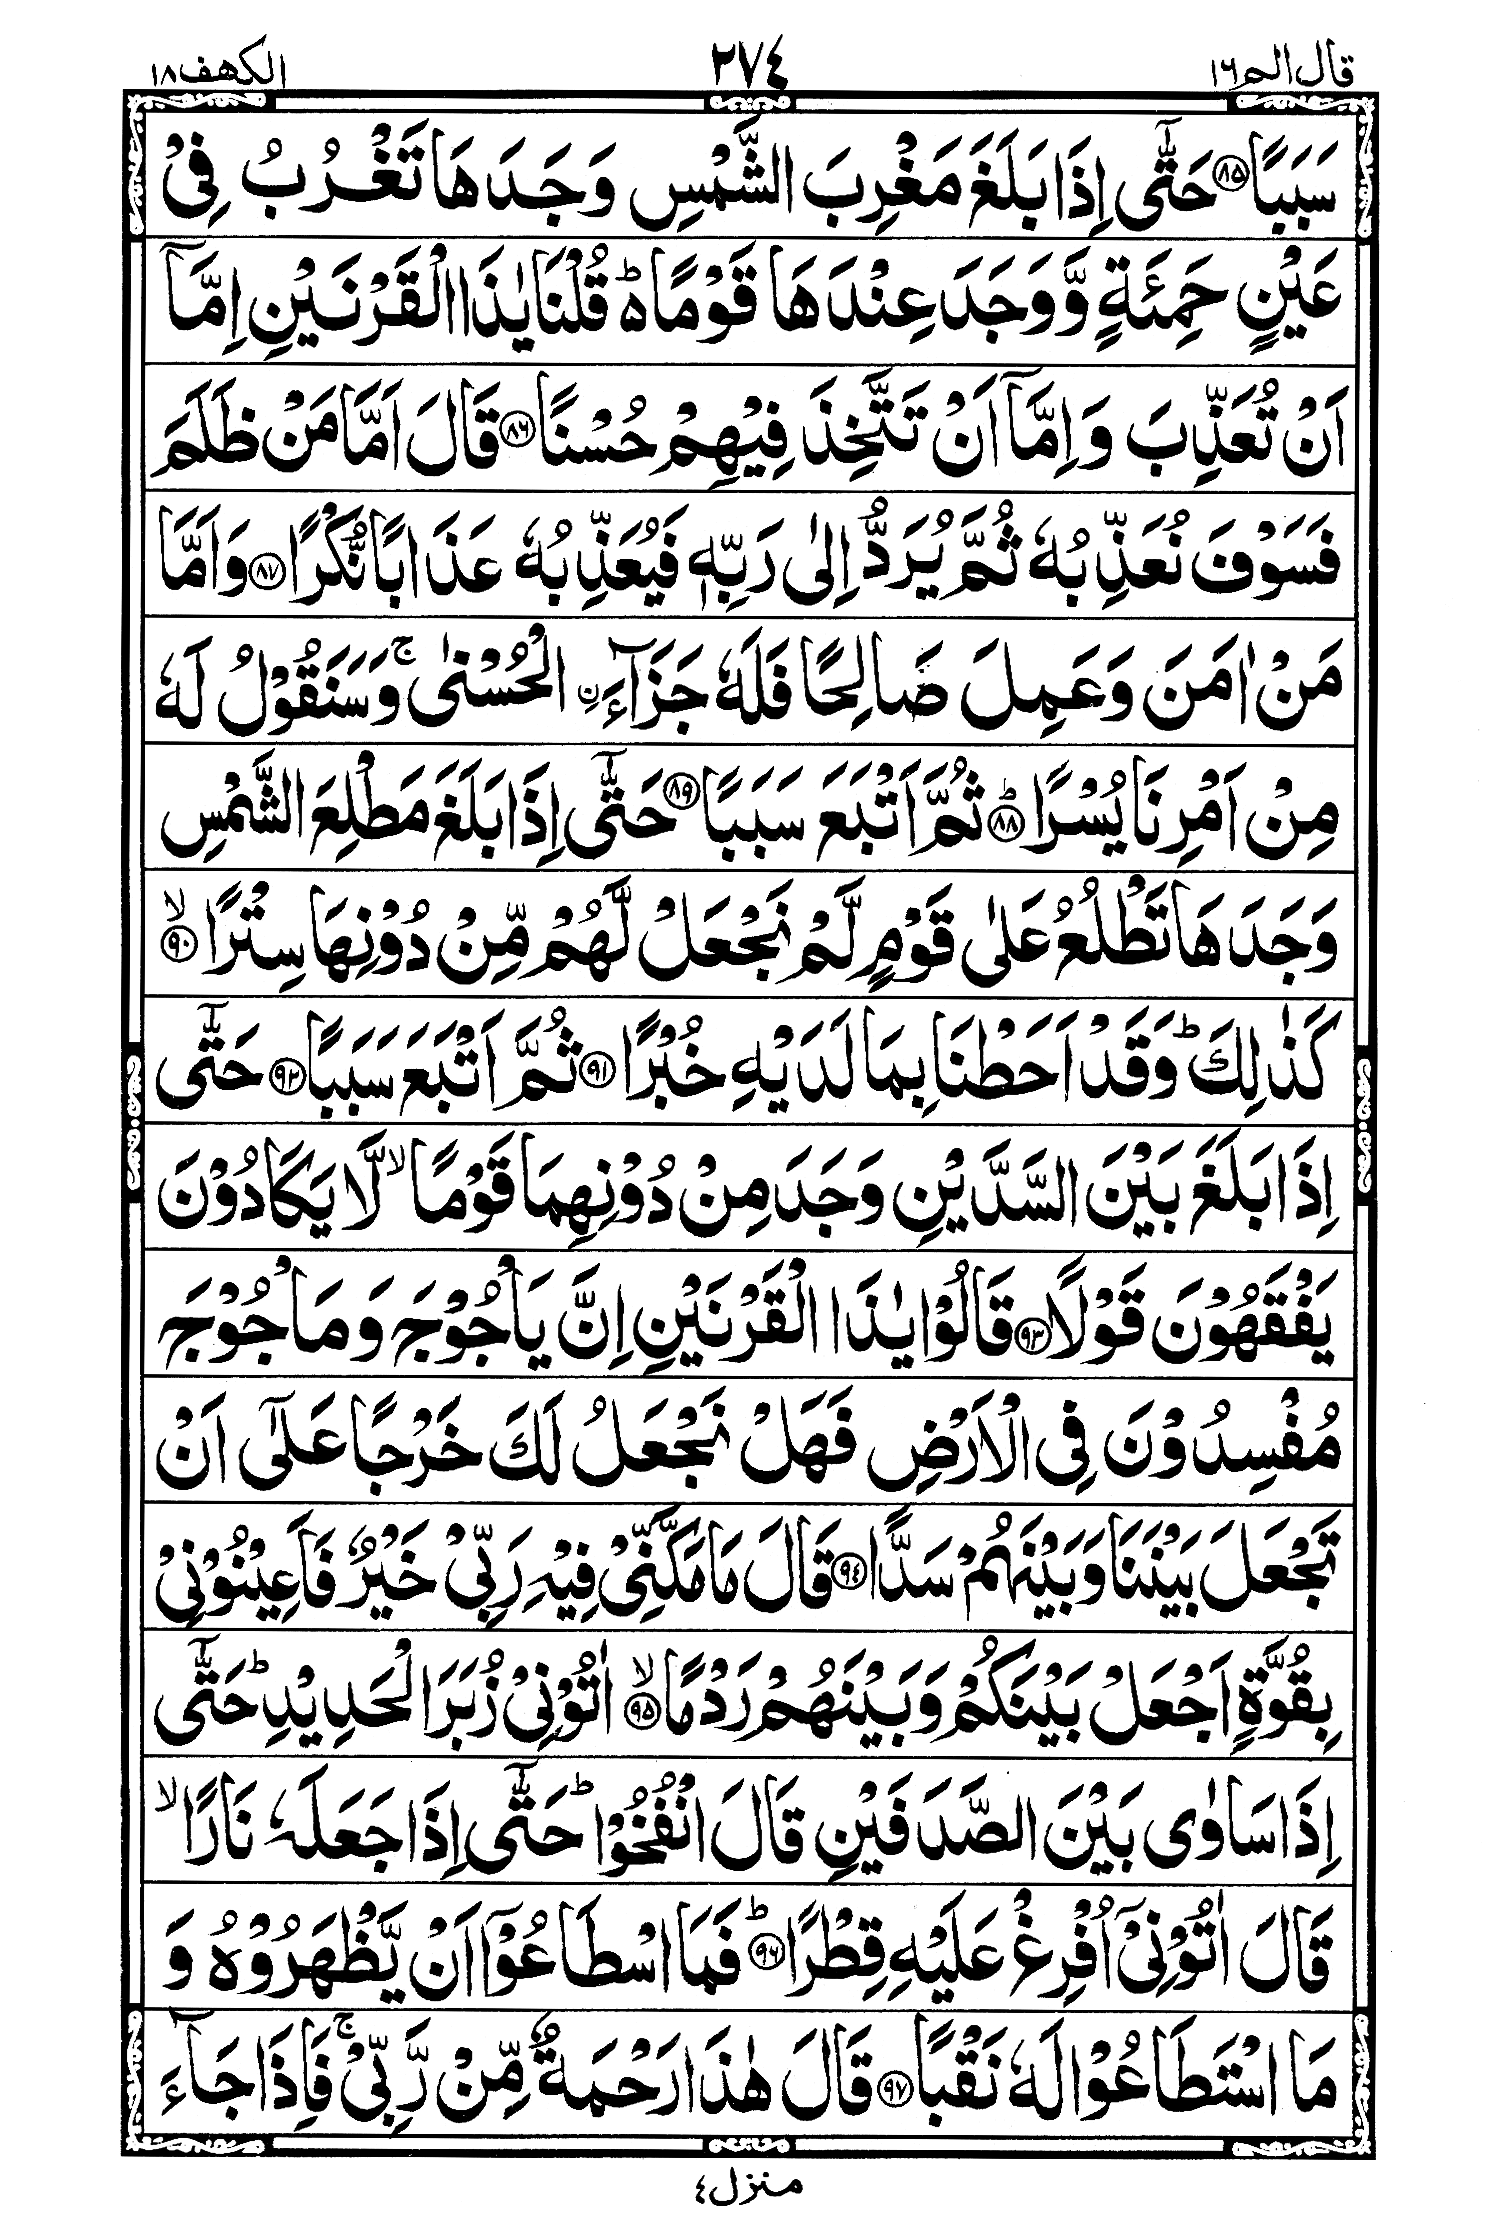 قال الم ١٦
٢٧٤
الكهف ١٨
سَبَبًا ۝٨٥ حَتّٰۤى اِذَا بَلَغَ مَغْرِبَ الشَّمْسِ وَجَدَهَا تَغْرُبُ فِیْ
عَیْنٍ حَمِئَةٍ وَّوَجَدَ عِنْدَهَا قَوْمًا ؕ۬ قُلْنَا یٰذَا الْقَرْنَیْنِ اِمَّاۤ
اَنْ تُعَذِّبَ وَاِمَّاۤ اَنْ تَتَّخِذَ فِیْهِمْ حُسْنًا ۝٨٦ قَالَ اَمَّا مَنْ ظَلَمَ
فَسَوْفَ نُعَذِّبُهٗ ثُمَّ یُرَدُّ اِلٰى رَبِّهٖ فَیُعَذِّبُهٗ عَذَابًا نُّكْرًا ۝٨٧ وَاَمَّا
مَنْ اٰمَنَ وَعَمِلَ صَالِحًا فَلَهٗ جَزَآءَ ࣙالْحُسْنٰى ۚ وَسَنَقُوْلُ لَهٗ
مِنْ اَمْرِنَا یُسْرًا ؕ۝٨٨ ثُمَّ اَتْبَعَ سَبَبًا ۝٨٩ حَتّٰۤى اِذَا بَلَغَ مَطْلِعَ الشَّمْسِ
وَجَدَهَا تَطْلُعُ عَلٰى قَوْمٍ لَّمْ نَجْعَلْ لَّهُمْ مِّنْ دُوْنِهَا سِتْرًا ۙ۝٩٠
كَذٰلِكَ ؕ وَقَدْ اَحَطْنَا بِمَا لَدَیْهِ خُبْرًا ۝٩١ ثُمَّ اَتْبَعَ سَبَبًا ۝٩٢ حَتّٰۤى
اِذَا بَلَغَ بَیْنَ السَّدَّیْنِ وَجَدَ مِنْ دُوْنِهِمَا قَوْمًا ۙ لَّا یَكَادُوْنَ
یَفْقَهُوْنَ قَوْلًا ۝٩٣ قَالُوْا یٰذَا الْقَرْنَیْنِ اِنَّ یَاْجُوْجَ وَمَاْجُوْجَ
مُفْسِدُوْنَ فِی الْاَرْضِ فَهَلْ نَجْعَلُ لَكَ خَرْجًا عَلٰۤى اَنْ
تَجْعَلَ بَیْنَنَا وَبَیْنَهُمْ سَدًّا ۝٩٤ قَالَ مَا مَكَّنِّیْ فِیْهِ رَبِّیْ خَیْرٌ فَاَعِیْنُوْنِیْ
بِقُوَّةٍ اَجْعَلْ بَیْنَكُمْ وَبَیْنَهُمْ رَدْمًا ۙ۝٩٥ اٰتُوْنِیْ زُبَرَ الْحَدِیْدِ ؕ حَتّٰۤى
اِذَا سَاوٰى بَیْنَ الصَّدَفَیْنِ قَالَ انْفُخُوْا ؕ حَتّٰۤى اِذَا جَعَلَهٗ نَارًا ۙ
قَالَ اٰتُوْنِیْۤ اُفْرِغْ عَلَیْهِ قِطْرًا ؕ۝٩٦ فَمَا اسْطَاعُوْۤا اَنْ یَّظْهَرُوْهُ وَ
مَا اسْتَطَاعُوْا لَهٗ نَقْبًا ۝٩٧ قَالَ هٰذَا رَحْمَةٌ مِّنْ رَّبِّیْ ۚ فَاِذَا جَآءَ
منزل ٤